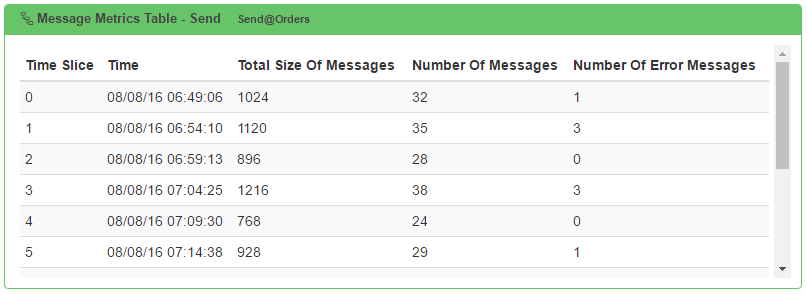 Message Metrics Table - Send Send@Orders
Time Slice Time Total Size Of Messages Number Of Messages Number Of Error Messages
0 08/08/16 06:49:06 1024 32 1
1 08/08/16 06:54:10 1120 35 3
2 08/08/16 06:59:13 896 28 0
3 08/08/16 07:04:25 1216 38 3
4 08/08/16 07:09:30 768 24 0
5 08/08/16 07:14:38 928 29 1